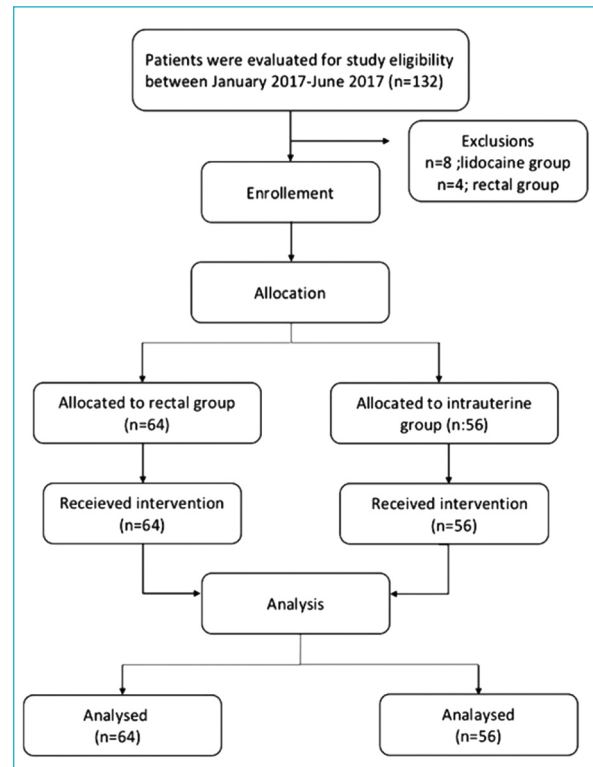 Patients were evaluated for study eligibility
between January 2017-June 2017 (n=132)
Exclusions
n=8 ;lidocaine group
n=4; rectal group
Enrollement
Allocation
Allocated to rectal group
(n=64)
Allocated to intrauterine
group (n:56)
Receieved intervention
(n=64)
Received intervention
(n=56)
Analysis
Analysed
(n=64)
Analaysed
(n=56)